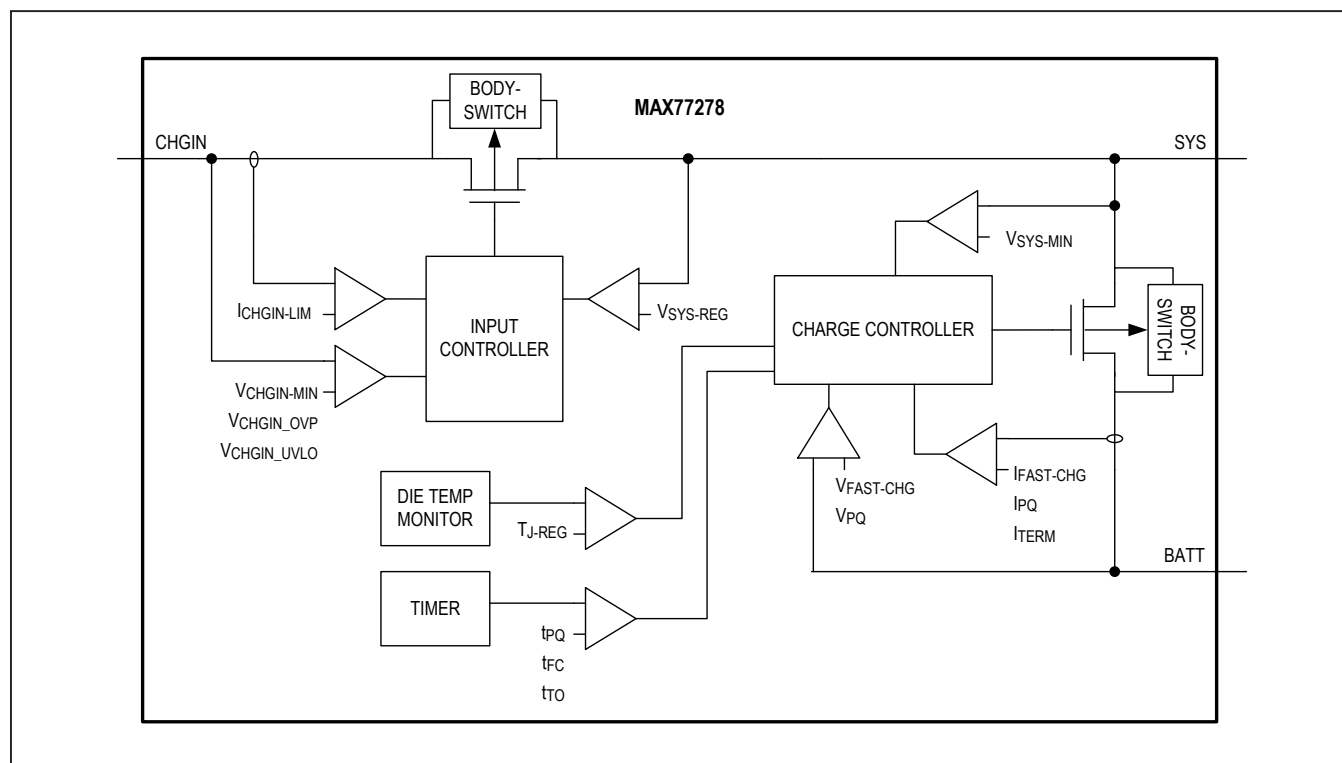 BODY-
SWITCH
MAX77278
CHGIN
SYS
VSYS-MIN
ICHGIN-LIM
INPUT
CONTROLLER
VSYS-REG
CHARGE CONTROLLER
BODY-
SWITCH
VCHGIN-MIN
VCHGIN_OVP
VCHGIN_UVLO
DIE TEMP
MONITOR
TJ-REG
VFAST-CHG
VPQ
IFAST-CHG
IPQ
ITERM
BATT
TIMER
tPQ
tFC
tTO